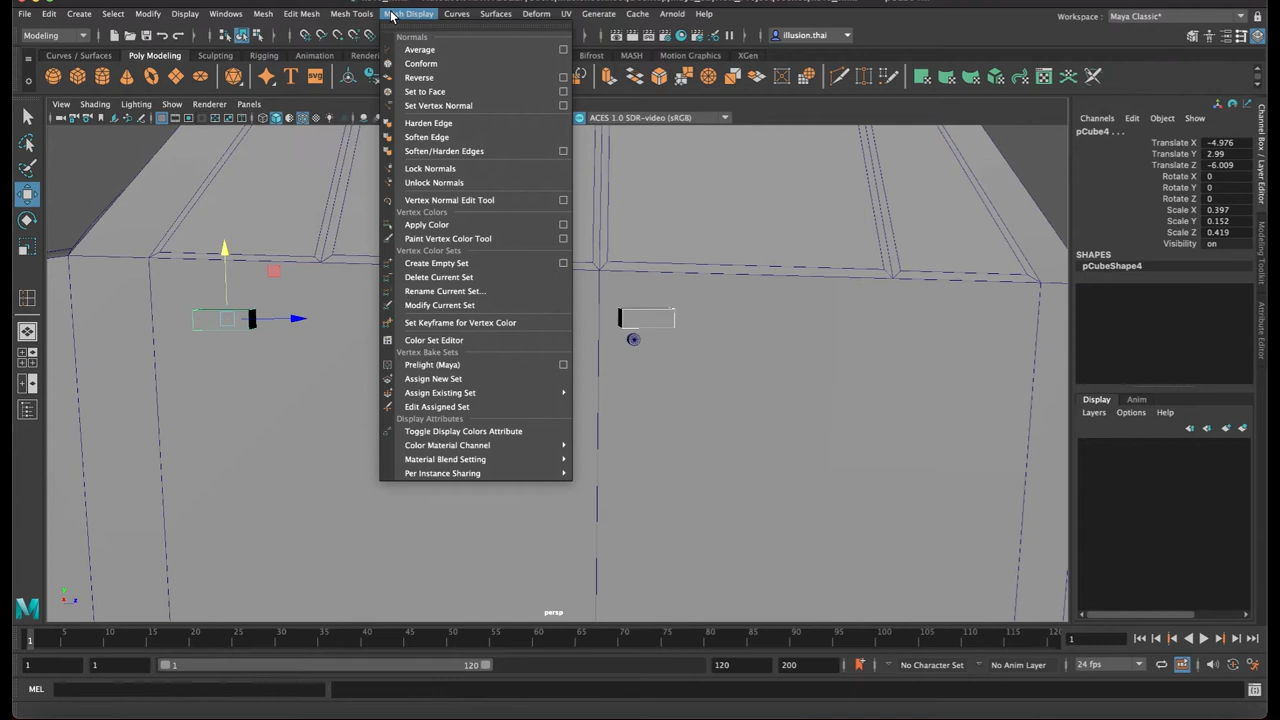 File Edit Create Select Modify Display Windows Edit Mesh Mesh Mesh Tools Mesh Display Curves Surfaces Deform UV Generate Cache Arnold Help
Workspace : Maya Classic*
Modeling
illusion.thai
Curves / Surfaces Poly Modeling Sculpting Rigging Animation Bifrost MASH Motion Graphics XGen
View Shading Lighting Show Renderer Panels
ACES 1.0 SDR-video (sRGB)
Normals
Average
Conform
Reverse
Set to Face
Set Vertex Normal
Harden Edge
Soften Edge
Soften/Harden Edges
Lock Normals
Unlock Normals
Vertex Normal Edit Tool
Vertex Colors
Apply Color
Paint Vertex Color Tool
Vertex Color Sets
Create Empty Set
Delete Current Set
Rename Current Set...
Modify Current Set
Set Keyframe for Vertex Color
Color Set Editor
Vertex Bake Sets
Prelight (Maya)
Assign New Set
Assign Existing Set
Edit Assigned Set
Display Attributes
Toggle Display Colors Attribute
Color Material Channel
Material Blend Setting
Per Instance Sharing
persp
Channels Edit Object Show
pCube4 . . .
Translate X -4.976
Translate Y 2.99
Translate Z -6.009
Rotate X 0
Rotate Y 0
Rotate Z 0
Scale X 0.397
Scale Y 0.152
Scale Z 0.419
Visibility on
SHAPES
pCubeShape4
Display Anim
Layers Options Help
Channel Box / Layer Editor
Modeling Toolkit
Attribute Editor
5 10 15 20 25 30 35 40 45 50 55 60 65 70 75 80 85 90 95 100 105 110 115 120
1
1
1 1 1 120 120 200 No Character Set No Anim Layer 24 fps
MEL